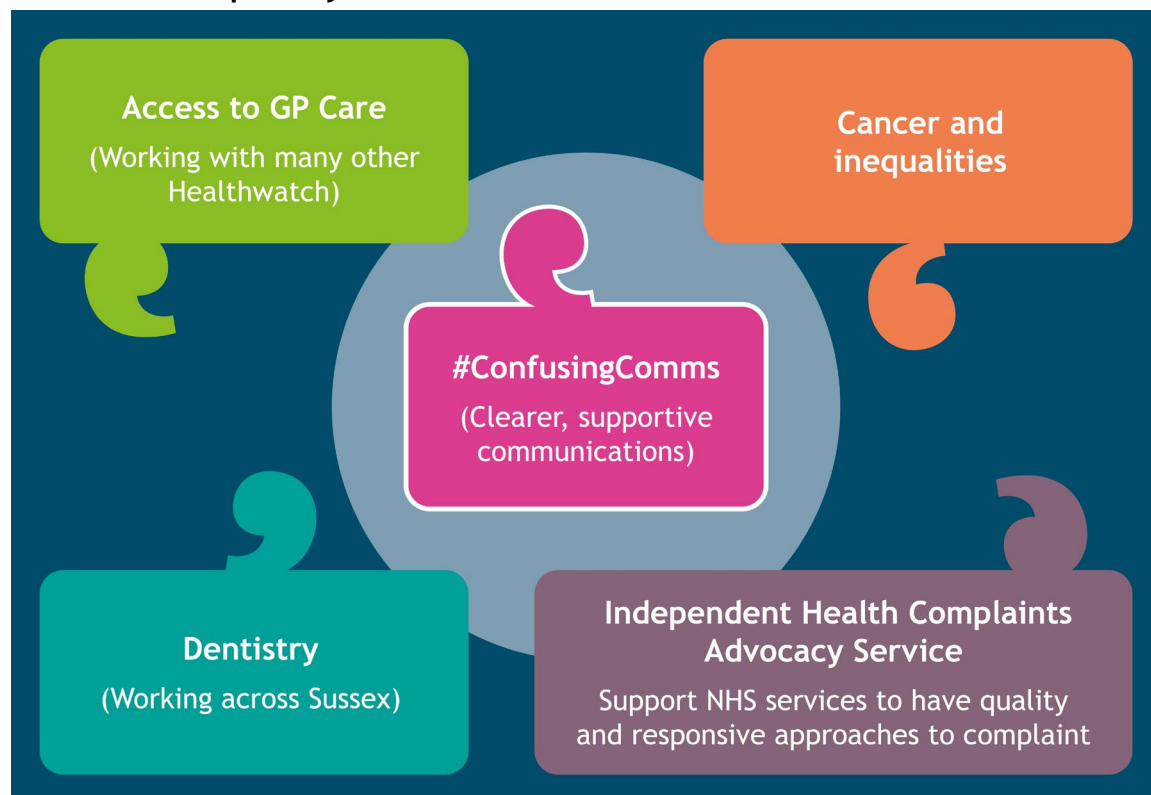 Access to GP Care
(Working with many other
Healthwatch)
Cancer and
inequalities
#ConfusingComms
(Clearer, supportive
communications)
Dentistry
(Working across Sussex)
Independent Health Complaints
Advocacy Service
Support NHS services to have quality
and responsive approaches to complaint